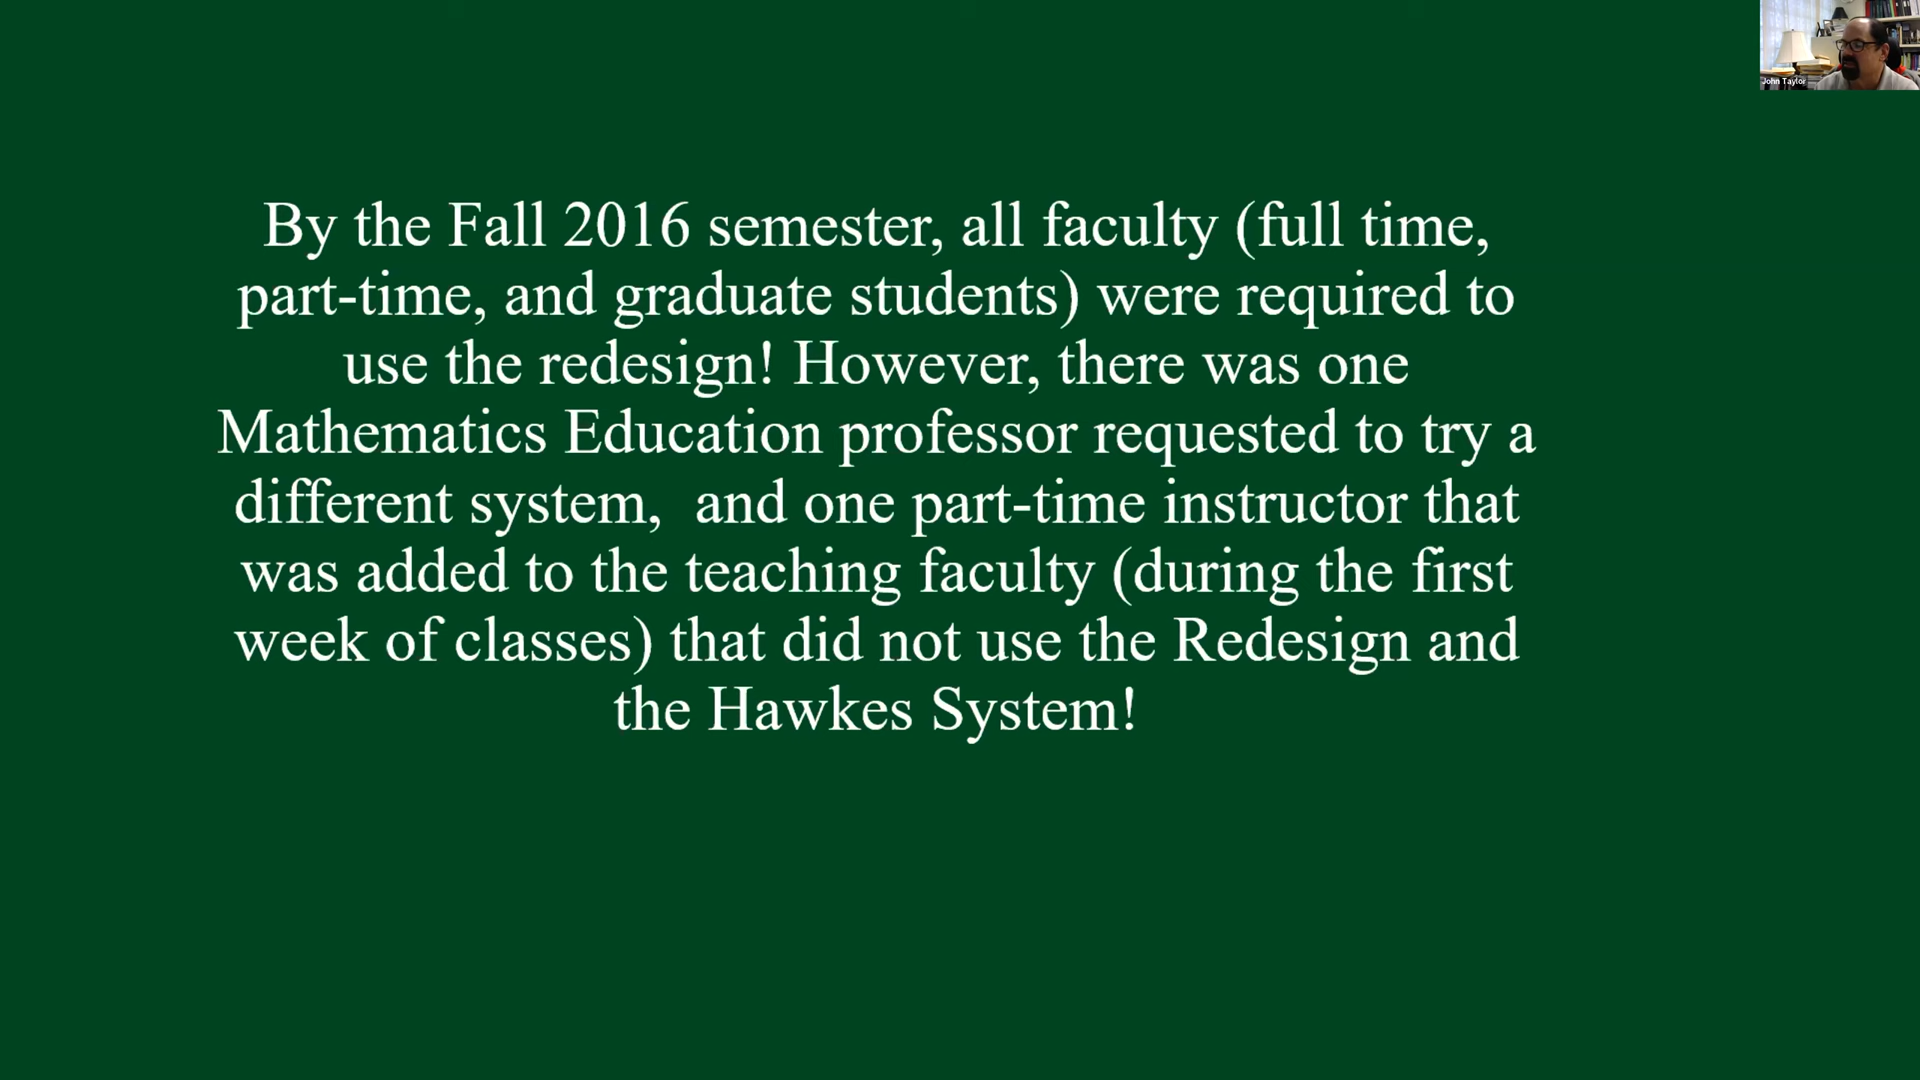 John Taylor
By the Fall 2016 semester, all faculty (full time,
part-time, and graduate students) were required to
use the redesign! However, there was one
Mathematics Education professor requested to try a
different system,  and one part-time instructor that
was added to the teaching faculty (during the first
week of classes) that did not use the Redesign and
the Hawkes System!